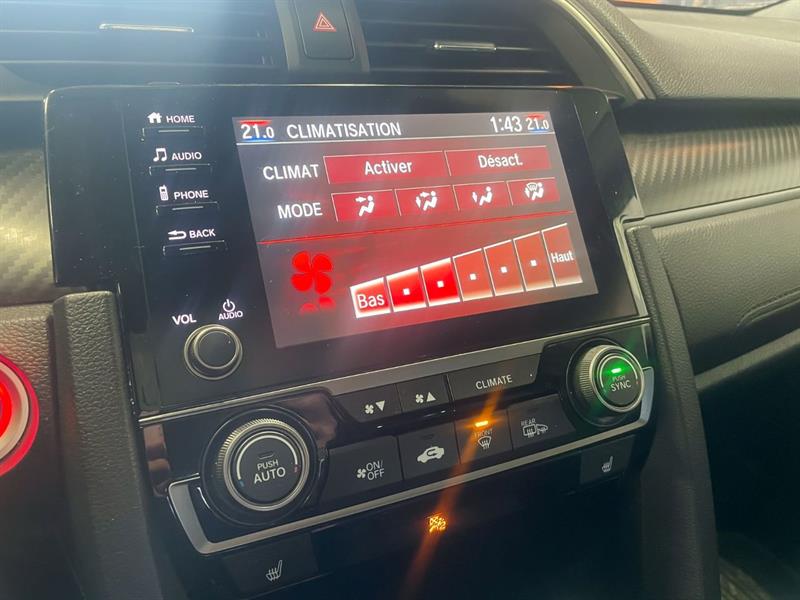 HOME
AUDIO
PHONE
BACK
VOL
AUDIO
21.0 CLIMATISATION 1:43 21.0
CLIMAT Activer Désact.
MODE
Bas Haut
CLIMATE
PUSH
SYNC
PUSH
AUTO
ON/
OFF
FRONT
REAR